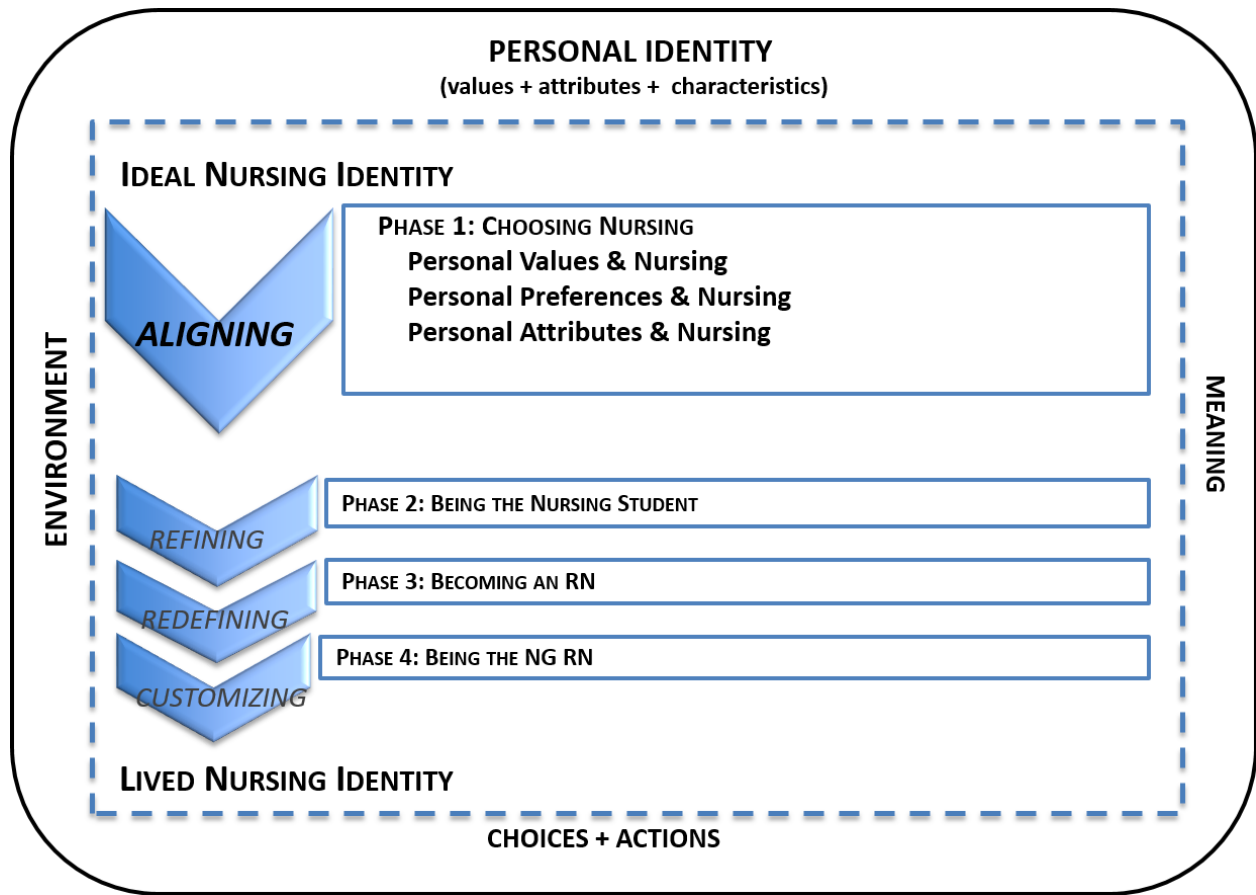 PERSONAL IDENTITY
(values + attributes + characteristics)
IDEAL NURSING IDENTITY
PHASE 1: CHOOSING NURSING
Personal Values & Nursing
Personal Preferences & Nursing
Personal Attributes & Nursing
ALIGNING
ENVIRONMENT
MEANING
PHASE 2: BEING THE NURSING STUDENT
REFINING
PHASE 3: BECOMING AN RN
REDEFINING
PHASE 4: BEING THE NG RN
CUSTOMIZING
LIVED NURSING IDENTITY
CHOICES + ACTIONS